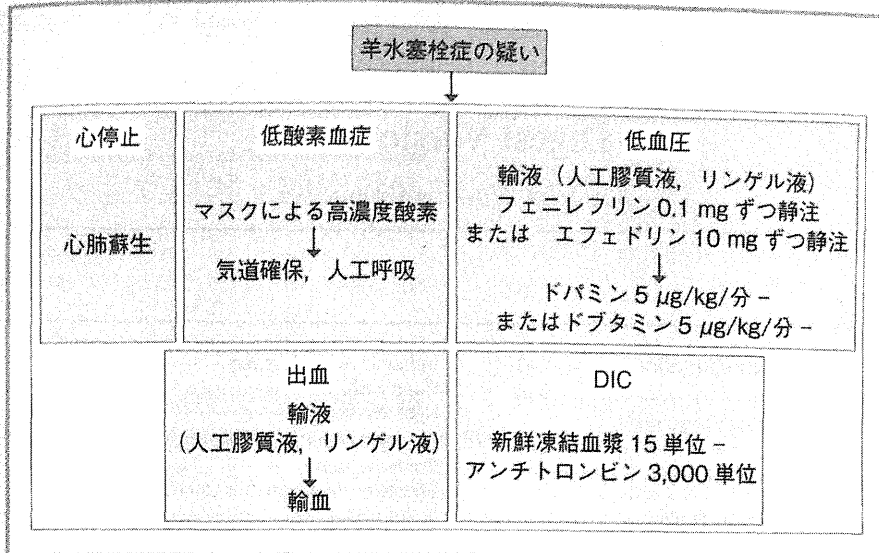 羊水塞栓症の疑い
心停止
心肺蘇生
低酸素血症
マスクによる高濃度酸素
気道確保，人工呼吸
低血圧
輸液（人工膠質液，リンゲル液）
フェニレフリン 0.1 mg ずつ静注
または エフェドリン 10 mg ずつ静注
ドパミン 5 μg/kg/分 –
またはドブタミン 5 μg/kg/分 –
出血
輸液
（人工膠質液，リンゲル液）
輸血
DIC
新鮮凍結血漿 15 単位 –
アンチトロンビン 3,000 単位